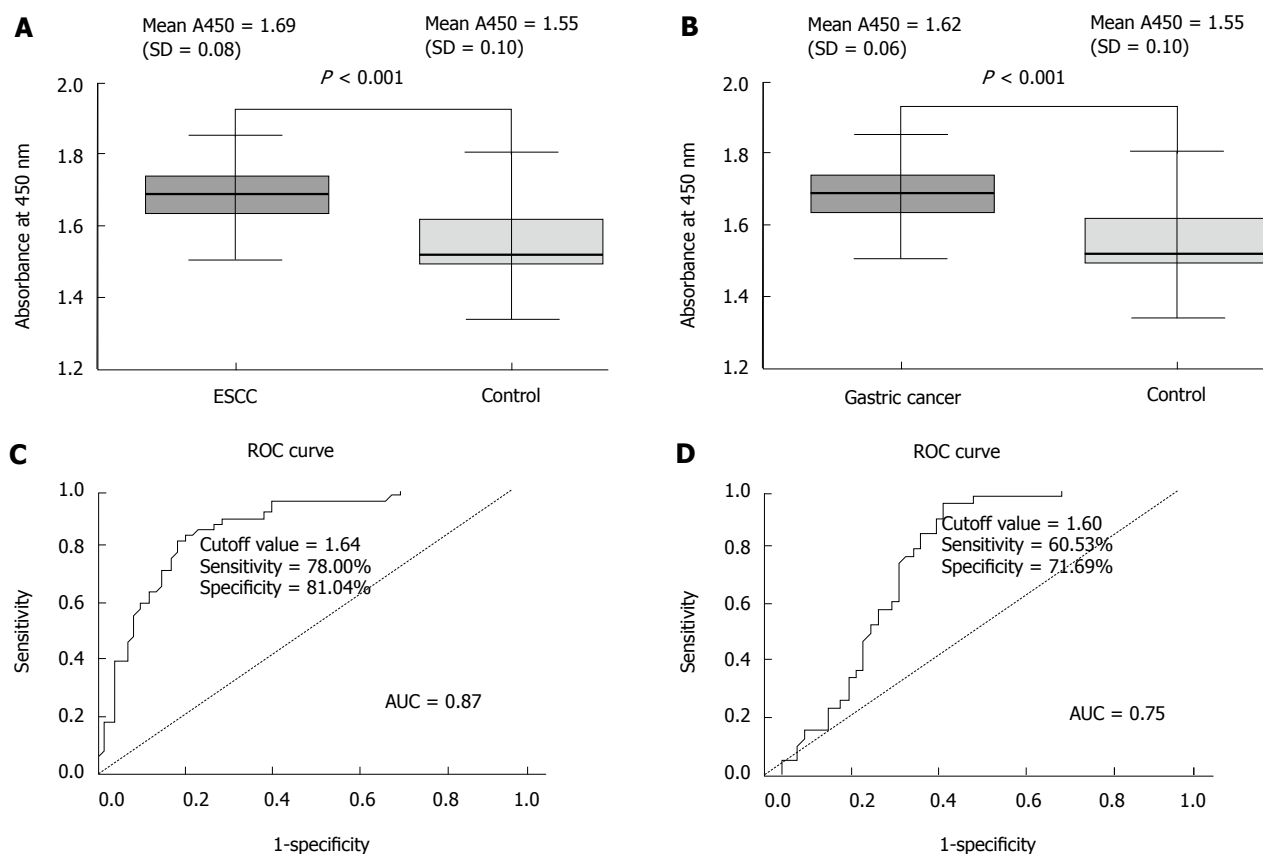 A
Mean A450 = 1.69
(SD = 0.08)
Mean A450 = 1.55
(SD = 0.10)
P < 0.001
2.0
1.8
1.6
1.4
1.2
Absorbance at 450 nm
ESCC
Control
B
Mean A450 = 1.62
(SD = 0.06)
Mean A450 = 1.55
(SD = 0.10)
P < 0.001
2.0
1.8
1.6
1.4
1.2
Absorbance at 450 nm
Gastric cancer
Control
C
ROC curve
1.0
0.8
0.6
0.4
0.2
0.0
Sensitivity
Cutoff value = 1.64
Sensitivity = 78.00%
Specificity = 81.04%
AUC = 0.87
0.0 0.2 0.4 0.6 0.8 1.0
1-specificity
D
ROC curve
1.0
0.8
0.6
0.4
0.2
0.0
Sensitivity
Cutoff value = 1.60
Sensitivity = 60.53%
Specificity = 71.69%
AUC = 0.75
0.0 0.2 0.4 0.6 0.8 1.0
1-specificity